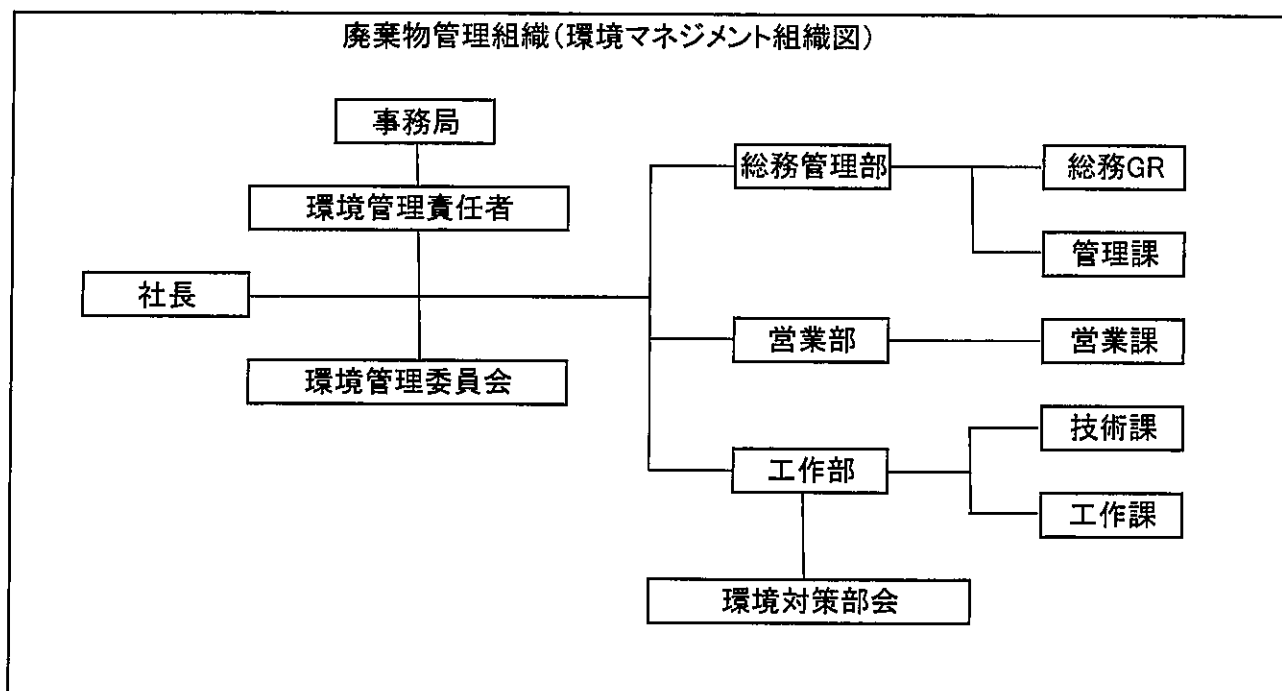 廃棄物管理組織(環境マネジメント組織図)
事務局
総務管理部
総務GR
環境管理責任者
管理課
社長
営業部
営業課
環境管理委員会
技術課
工作部
工作課
環境対策部会